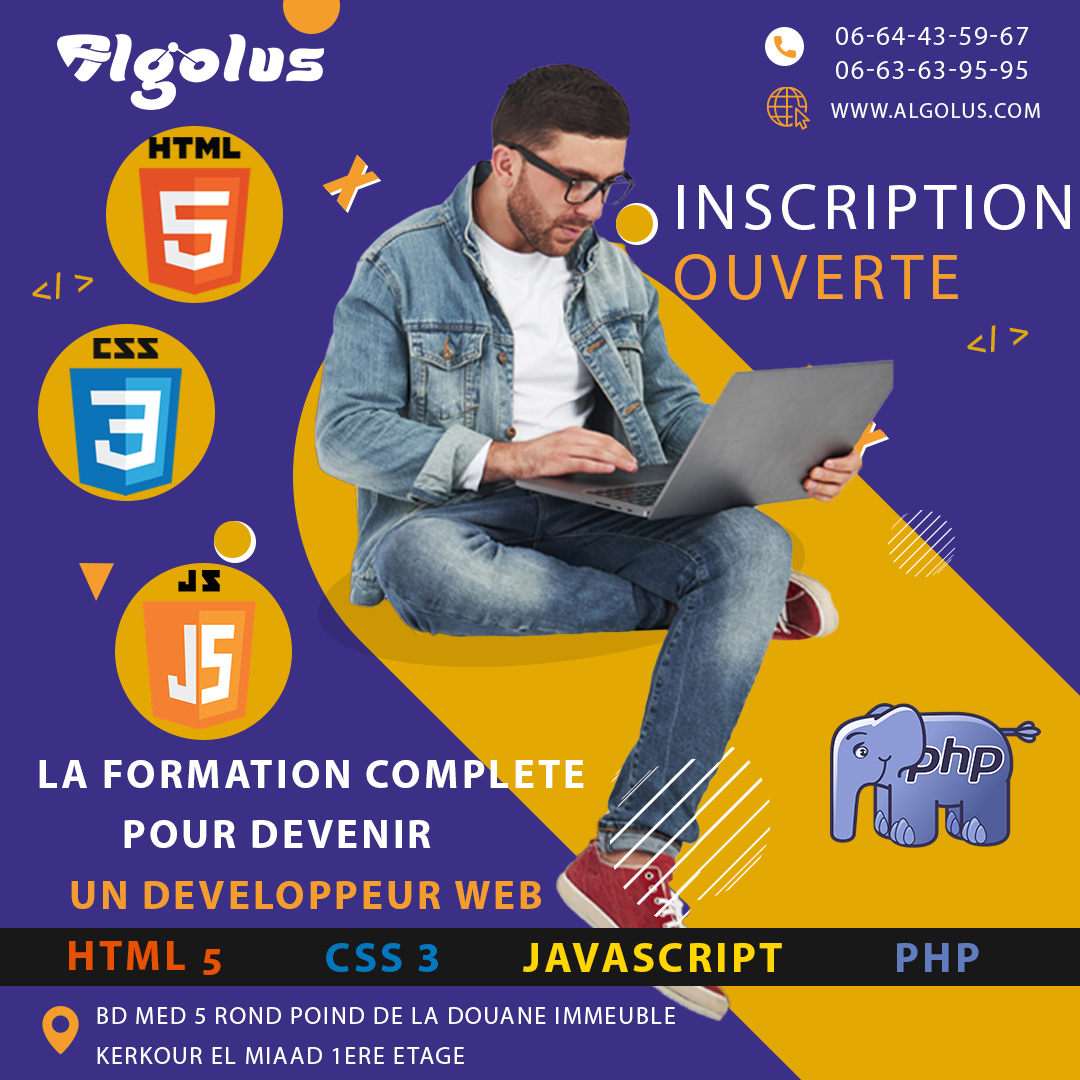 Algolus
06-64-43-59-67
06-63-63-95-95
WWW.ALGOLUS.COM
HTML
5
INSCRIPTION
OUVERTE
</>
</>
CSS
3
JS
JS
php
LA FORMATION COMPLETE
POUR DEVENIR
UN DEVELOPPEUR WEB
HTML 5 CSS 3 JAVASCRIPT PHP
BD MED 5 ROND POIND DE LA DOUANE IMMEUBLE
KERKOUR EL MIAAD 1ERE ETAGE